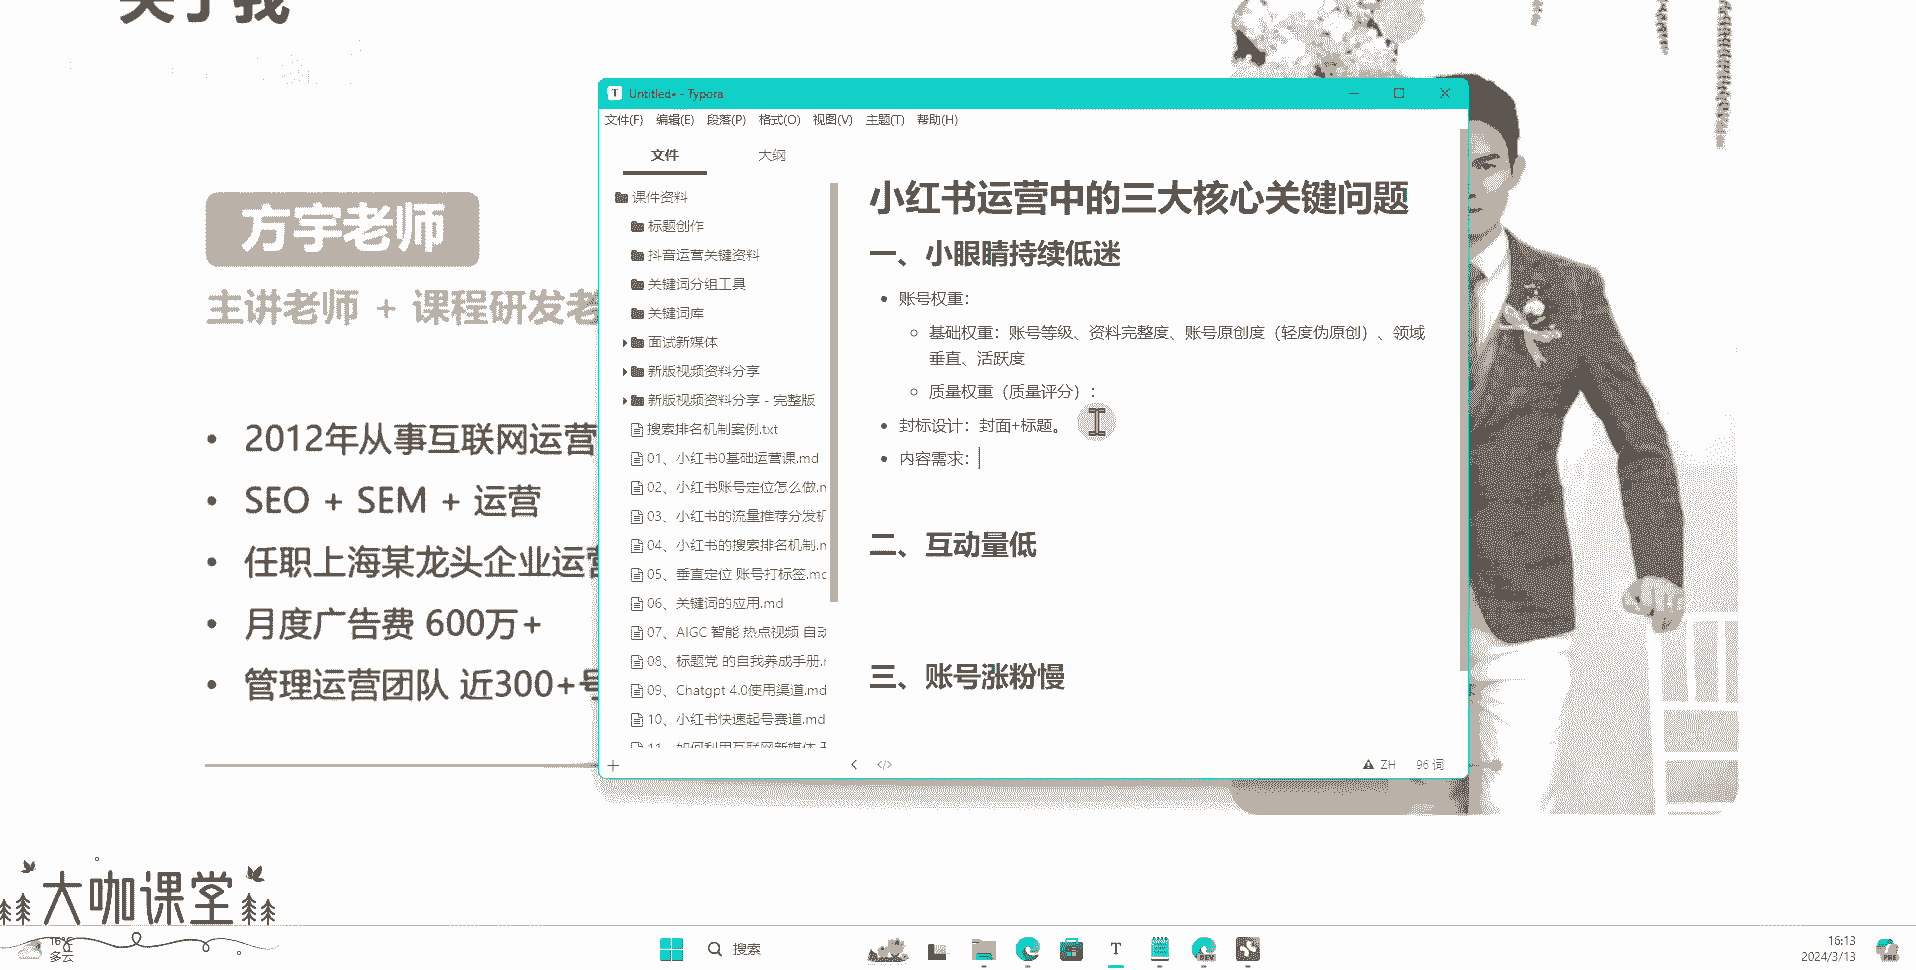 关于我
方宇老师
主讲老师 + 课程研发老
2012年从事互联网运营
SEO + SEM + 运营
任职上海某龙头企业运营
月度广告费 600万+
管理运营团队 近300+号
Untitled• - Typora
文件(F) 编辑(E) 段落(P) 格式(O) 视图(V) 主题(T) 帮助(H)
文件 大纲
课件资料
标题创作
抖音运营关键资料
关键词分组工具
关键词库
面试新媒体
新版视频资料分享
新版视频资料分享 - 完整版
搜索排名机制案例.txt
01、小红书0基础运营课.md
02、小红书账号定位怎么做.m
03、小红书的流量推荐分发机
04、小红书的搜索排名机制.m
05、垂直定位 账号打标签.md
06、关键词的应用.md
07、AIGC 智能 热点视频 自动
08、标题党 的自我养成手册.m
09、Chatgpt 4.0使用渠道.md
10、小红书快速起号赛道.md
11、如何利用互联网新媒体
小红书运营中的三大核心关键问题
一、小眼睛持续低迷
账号权重：
基础权重：账号等级、资料完整度、账号原创度（轻度伪原创）、领域
垂直、活跃度
质量权重（质量评分）：
封标设计：封面+标题。
内容需求：
二、互动量低
三、账号涨粉慢
ZH 96 词
大咖课堂
16°C
多云
搜索
16:13
2024/3/13